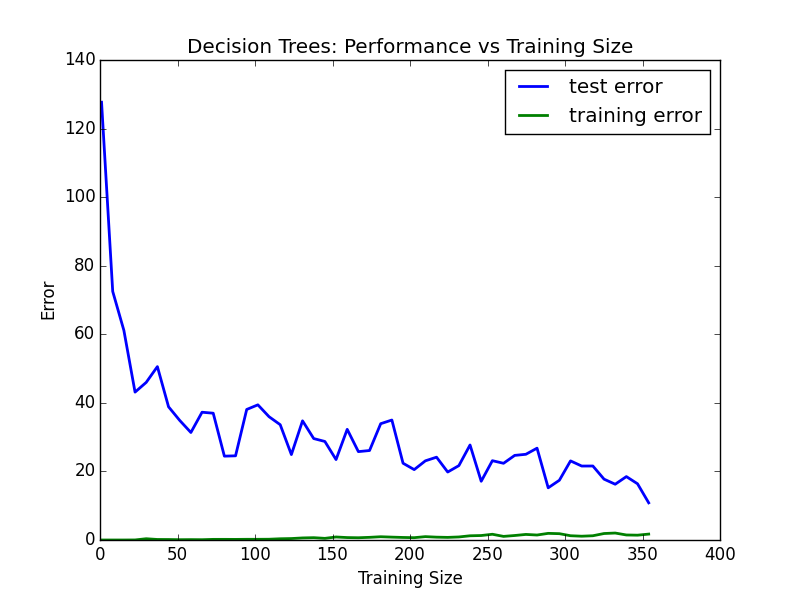 Decision Trees: Performance vs Training Size
140
120
100
80
60
40
20
0
Error
test error
training error
0 50 100 150 200 250 300 350 400
Training Size